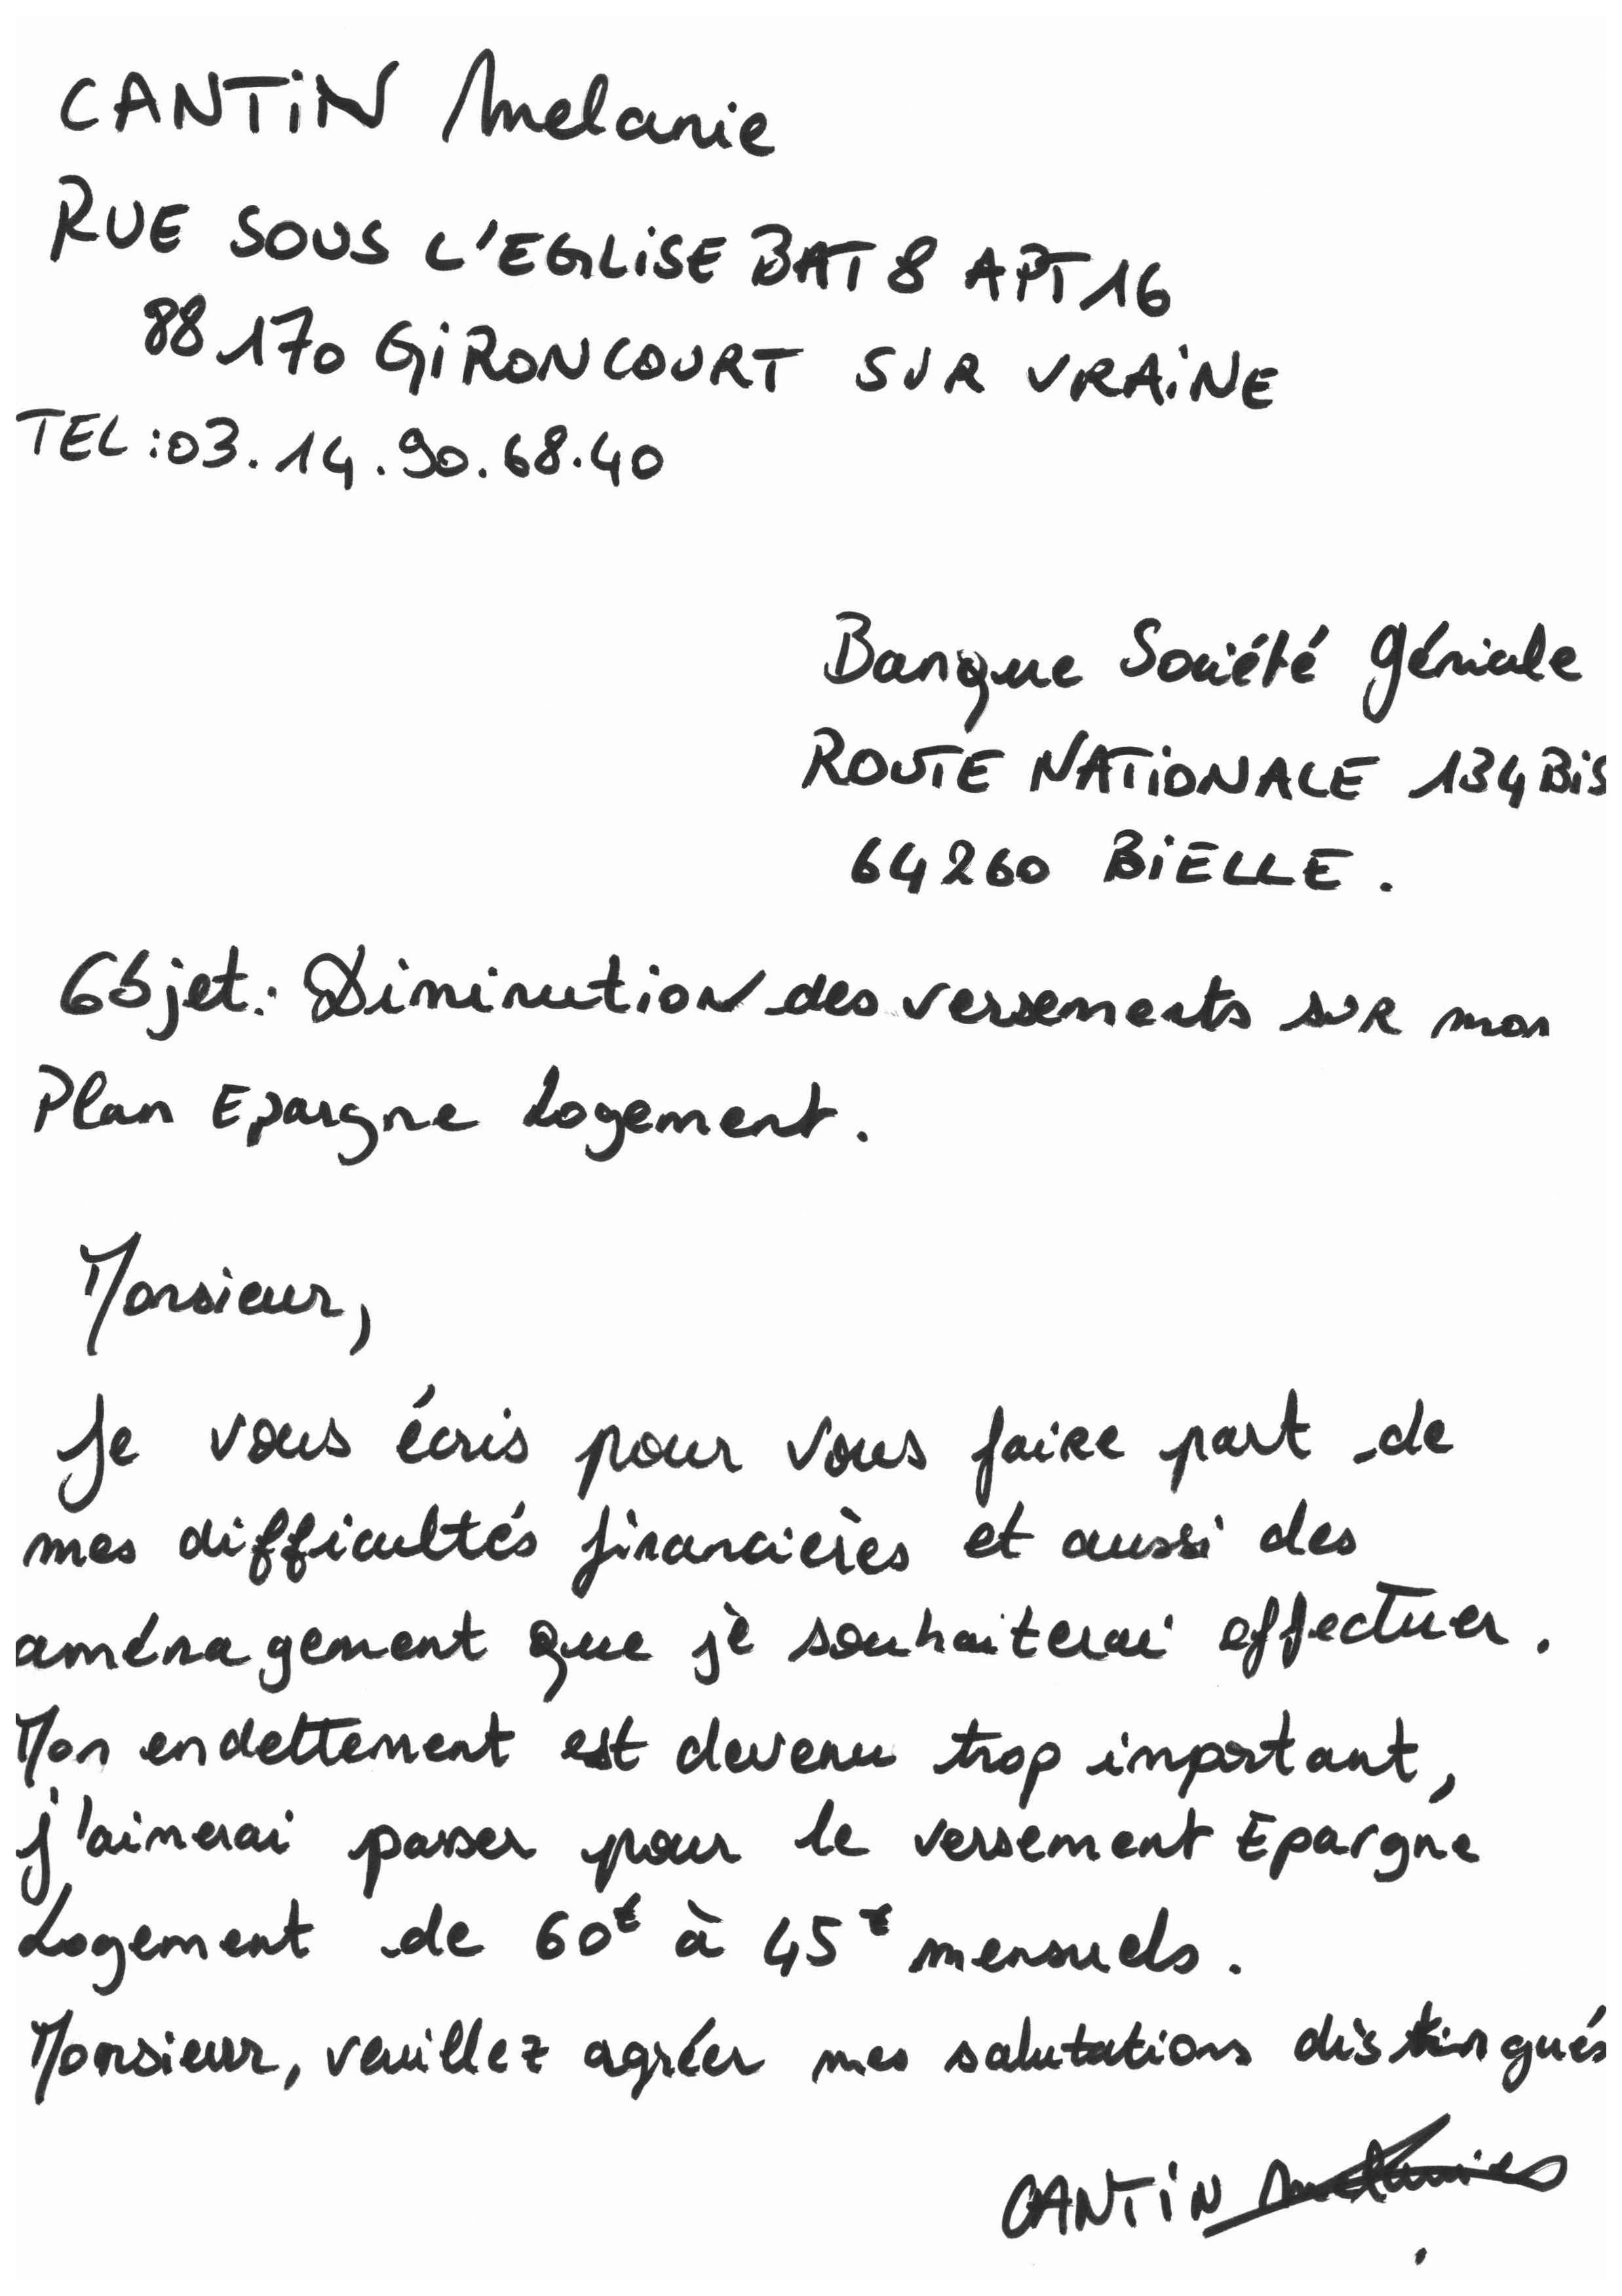 CANTiN Melanie
RUE SOUS L'EGLiSE BAT 8 APT 16
88170 GiRONCOURT SUR VRAiNE
TEL : 03.14.90.68.40
Banque Société géniale
ROUTE NATiONALE 134 BiS
64260 BiELLE.
Objet : Diminution des versements sur mon
Plan Epargne Logement.
Monsieur,
Je vous écris pour vous faire part de
mes difficultés financières et aussi des
aménagement que je souhaiterai effectuer.
Mon endettement est devenu trop important,
j'aimerai passer pour le versement Epargne
Logement de 60€ à 45€ mensuels.
Monsieur, veuillez agréer mes salutations distingués
CANTiN Melanie